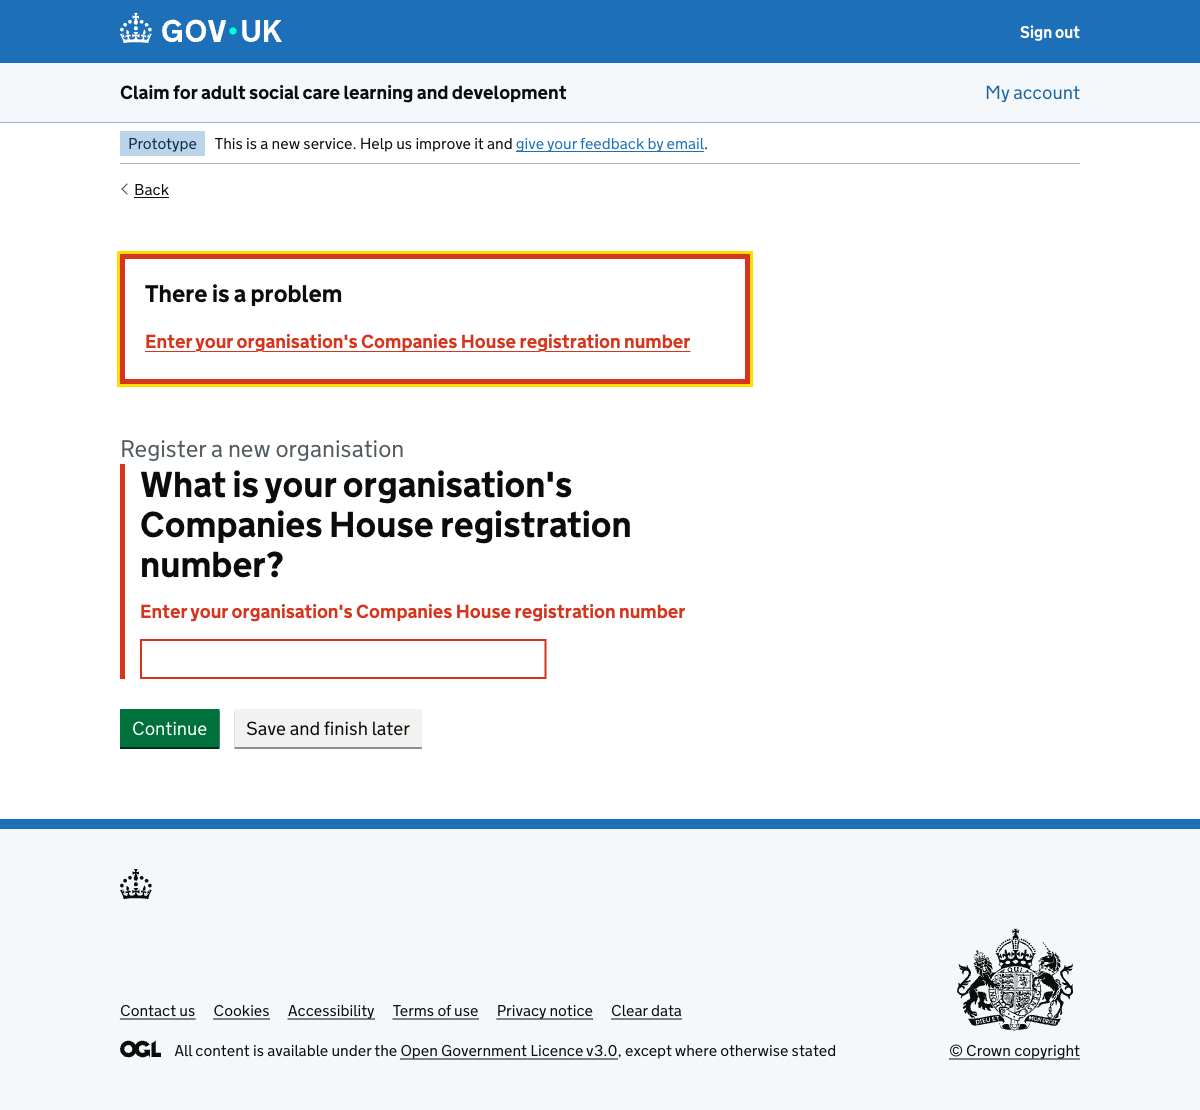 GOV·UK
Sign out
Claim for adult social care learning and development
My account
Prototype This is a new service. Help us improve it and give your feedback by email.
Back
There is a problem
Enter your organisation's Companies House registration number
Register a new organisation
What is your organisation's
Companies House registration
number?
Enter your organisation's Companies House registration number
Continue
Save and finish later
Contact us Cookies Accessibility Terms of use Privacy notice Clear data
OGL All content is available under the Open Government Licence v3.0, except where otherwise stated
© Crown copyright